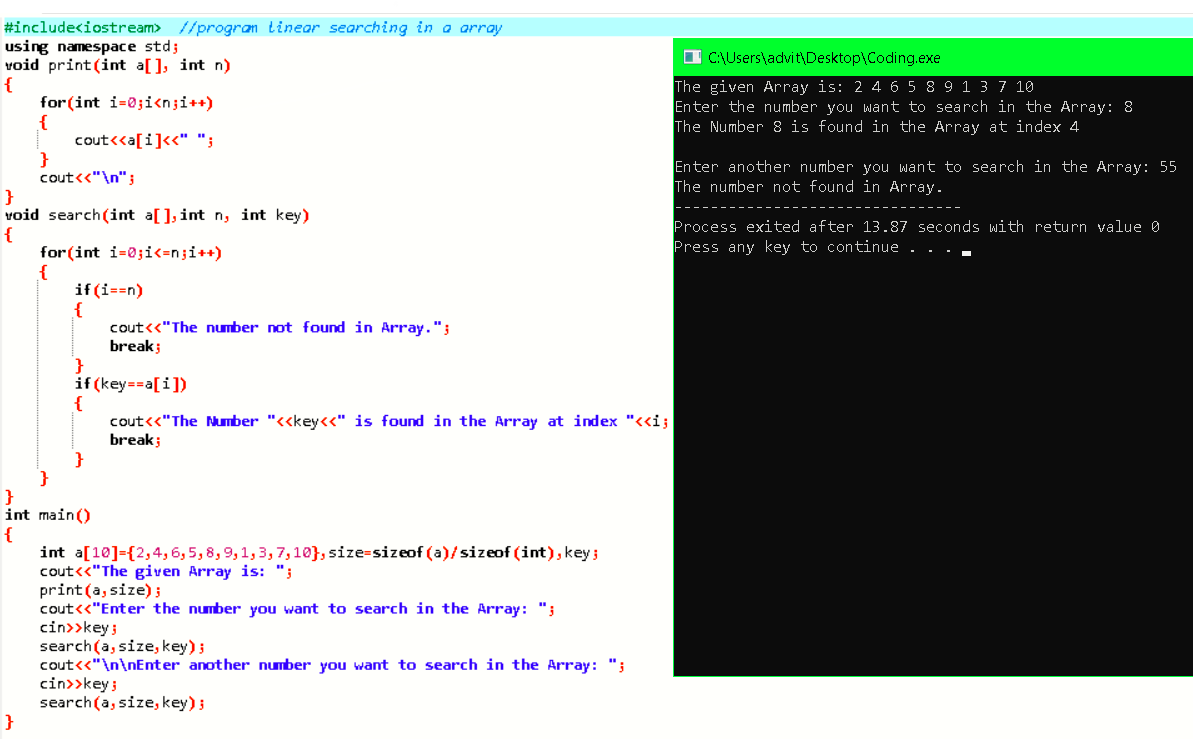 #include<iostream>  //program linear searching in a array
using namespace std;
void print(int a[], int n)
{
    for(int i=0;i<n;i++)
    {
        cout<<a[i]<<" ";
    }
    cout<<"\n";
}
void search(int a[],int n, int key)
{
    for(int i=0;i<=n;i++)
    {
        if(i==n)
        {
            cout<<"The number not found in Array.";
            break;
        }
        if(key==a[i])
        {
            cout<<"The Number "<<key<<" is found in the Array at index "<<i;
            break;
        }
    }
}
int main()
{
    int a[10]={2,4,6,5,8,9,1,3,7,10},size=sizeof(a)/sizeof(int),key;
    cout<<"The given Array is: ";
    print(a,size);
    cout<<"Enter the number you want to search in the Array: ";
    cin>>key;
    search(a,size,key);
    cout<<"\n\nEnter another number you want to search in the Array: ";
    cin>>key;
    search(a,size,key);
}
C:\Users\advit\Desktop\Coding.exe
The given Array is: 2 4 6 5 8 9 1 3 7 10
Enter the number you want to search in the Array: 8
The Number 8 is found in the Array at index 4
Enter another number you want to search in the Array: 55
The number not found in Array.
--------------------------------
Process exited after 13.87 seconds with return value 0
Press any key to continue . . .